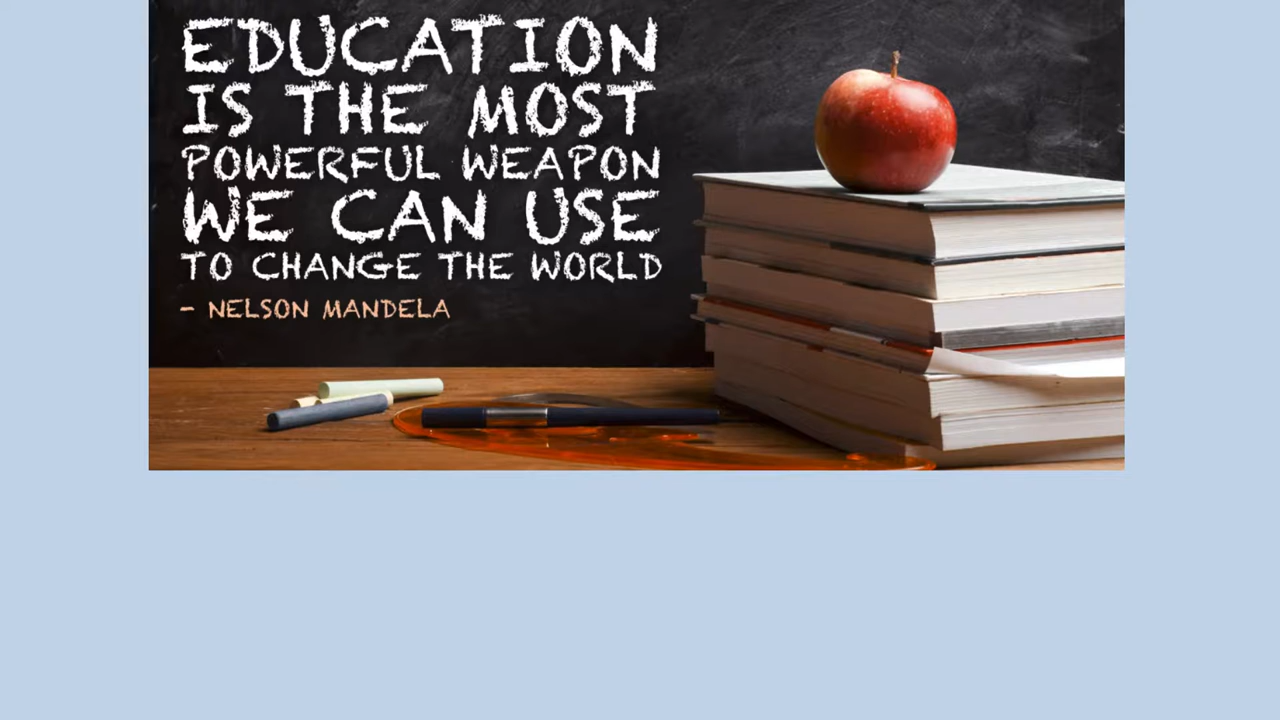 EDUCATION
IS THE MOST
POWERFUL WEAPON
WE CAN USE
TO CHANGE THE WORLD
- NELSON MANDELA